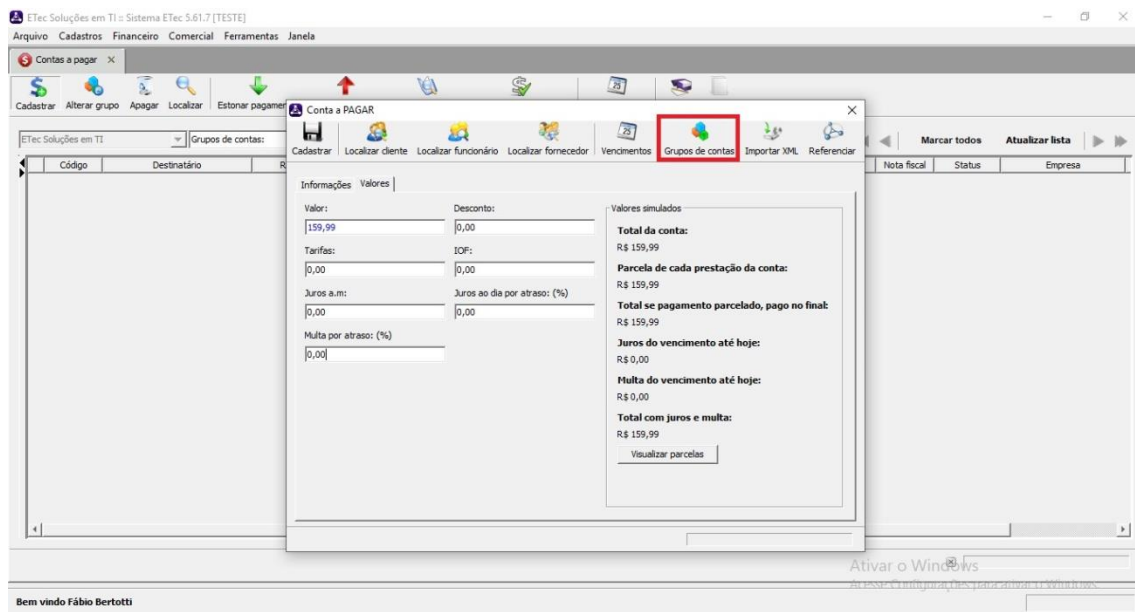 ETec Soluções em TI :: Sistema ETec 5.61.7 [TESTE]
Arquivo Cadastros Financeiro Comercial Ferramentas Janela
Contas a pagar
Cadastrar Alterar grupo Apagar Localizar Estonar pagamen
ETec Soluções em TI Grupos de contas: Marcar todos Atualizar lista
Código Destinatário R Nota fiscal Status Empresa
Conta a PAGAR
Cadastrar Localizar cliente Localizar funcionário Localizar fornecedor Vencimentos Grupos de contas Importar XML Referenciar
Informações Valores
Valor: Desconto:
159,99 0,00
Tarifas: IOF:
0,00 0,00
Juros a.m: Juros ao dia por atraso: (%)
0,00 0,00
Multa por atraso: (%)
0,00
Valores simulados
Total da conta:
R$ 159,99
Parcela de cada prestação da conta:
R$ 159,99
Total se pagamento parcelado, pago no final:
R$ 159,99
Juros do vencimento até hoje:
R$ 0,00
Multa do vencimento até hoje:
R$ 0,00
Total com juros e multa:
R$ 159,99
Visualizar parcelas
Ativar o Windows
Acesse Configurações para ativar o Windows.
Bem vindo Fábio Bertotti